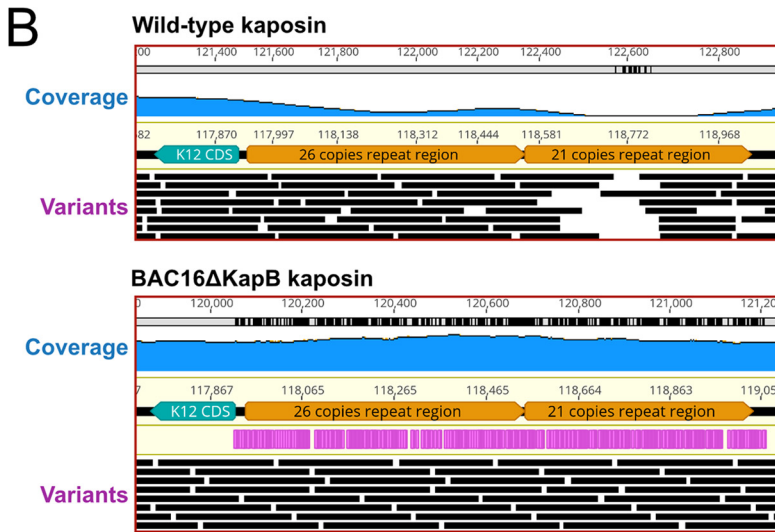 B
Wild-type kaposin
00 121,400 121,600 121,800 122,000 122,200 122,400 122,600 122,800
Coverage
82 117,870 117,997 118,138 118,312 118,444 118,581 118,772 118,968
K12 CDS 26 copies repeat region 21 copies repeat region
Variants
BAC16ΔKapB kaposin
0 120,000 120,200 120,400 120,600 120,800 121,000 121,2
Coverage
7 117,867 118,065 118,265 118,465 118,664 118,863 119,05
K12 CDS 26 copies repeat region 21 copies repeat region
Variants